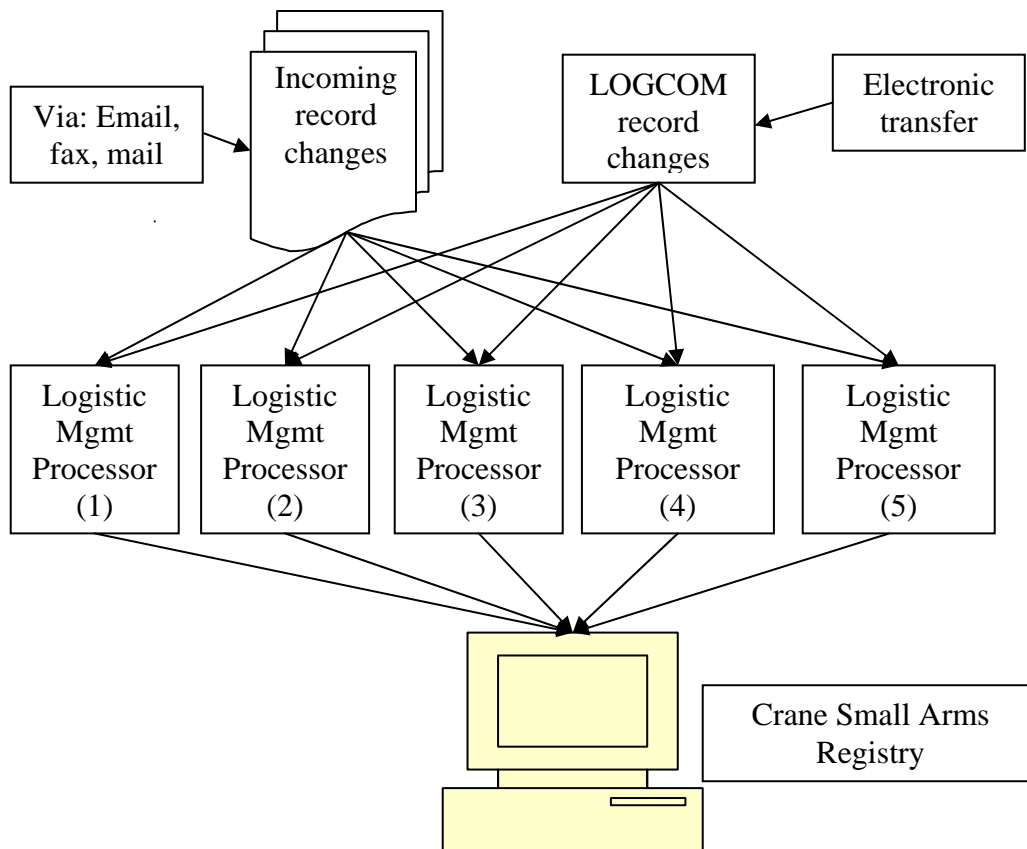 Via: Email,
fax, mail
Incoming
record
changes
LOGCOM
record
changes
Electronic
transfer
Logistic
Mgmt
Processor
(1)
Logistic
Mgmt
Processor
(2)
Logistic
Mgmt
Processor
(3)
Logistic
Mgmt
Processor
(4)
Logistic
Mgmt
Processor
(5)
Crane Small Arms
Registry